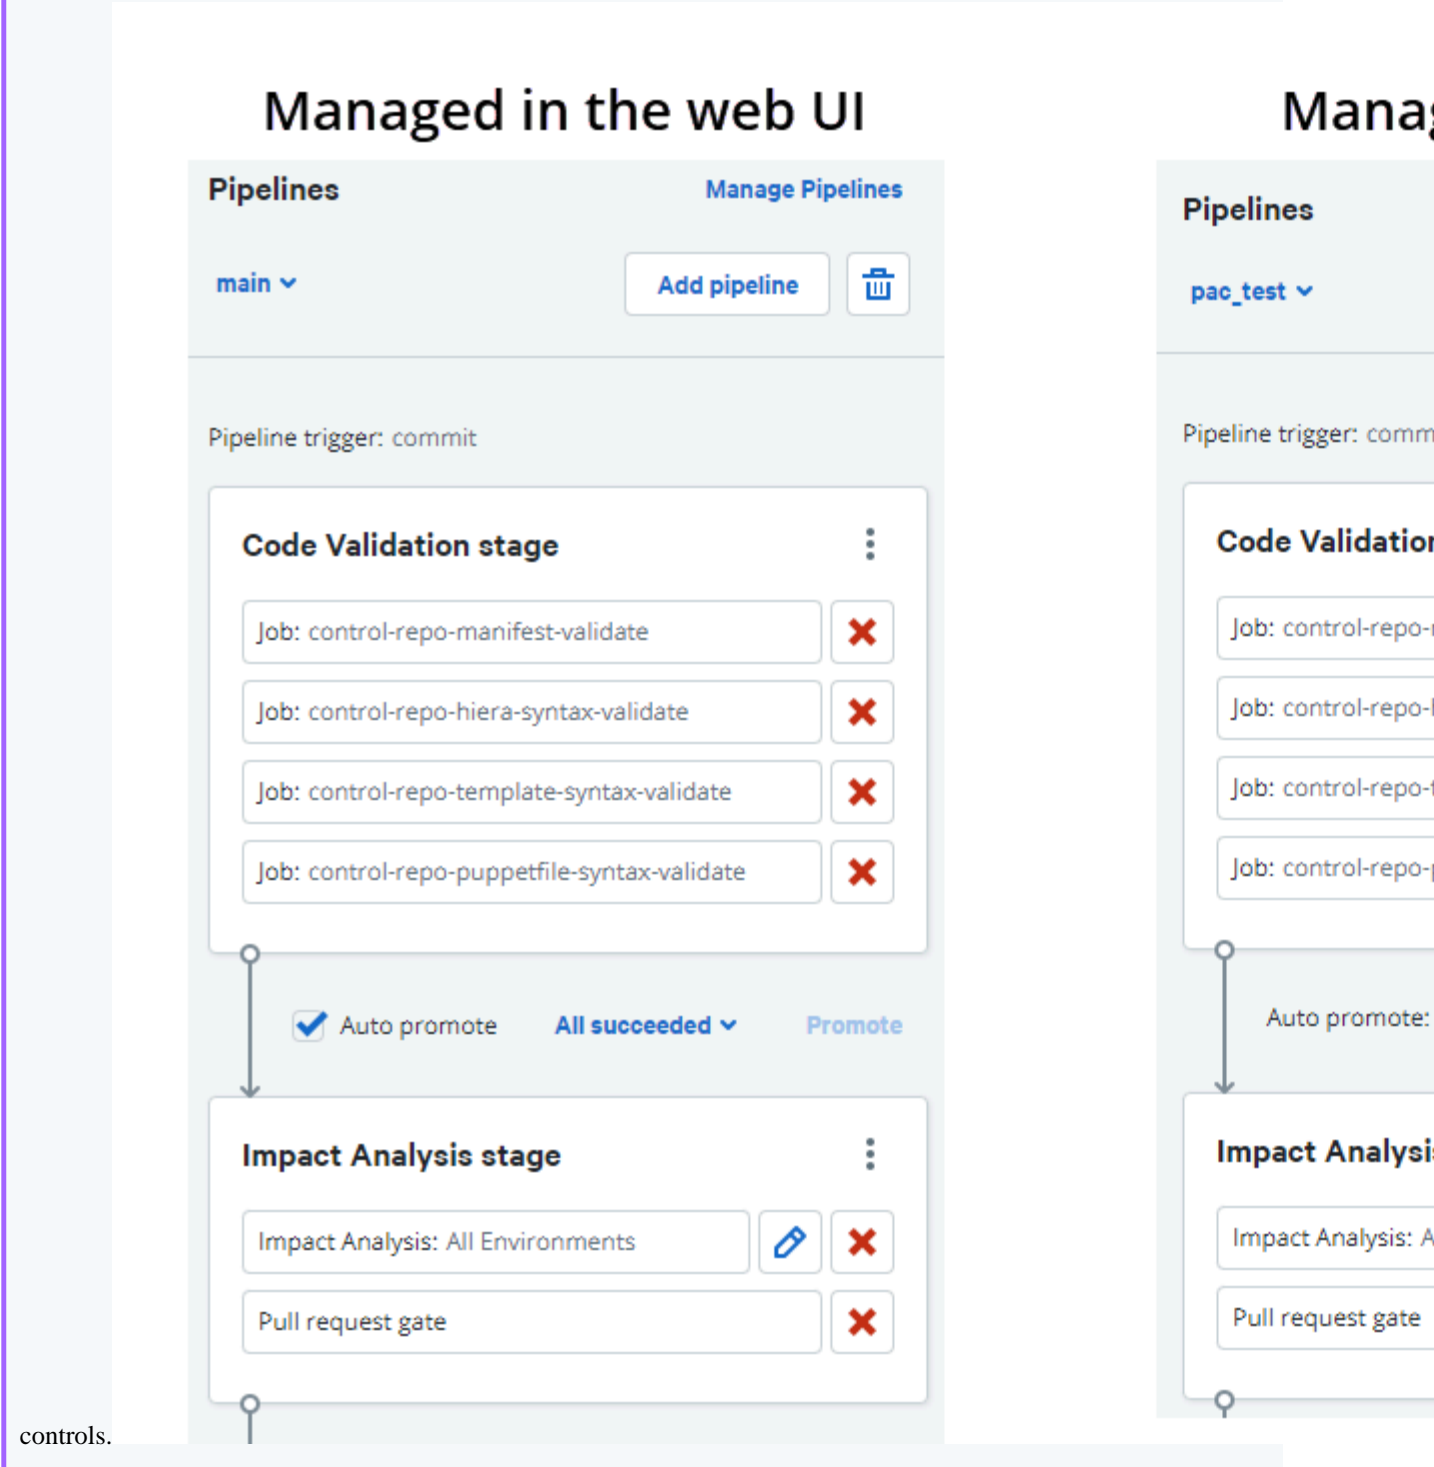 Managed in the web UI
Pipelines
Manage Pipelines
main
Add pipeline
Pipeline trigger: commit
Code Validation stage
Job: control-repo-manifest-validate
Job: control-repo-hiera-syntax-validate
Job: control-repo-template-syntax-validate
Job: control-repo-puppetfile-syntax-validate
Auto promote
All succeeded
Promote
Impact Analysis stage
Impact Analysis: All Environments
Pull request gate
Pipelines
pac_test
Pipeline trigger:
Code
Job: control-repo-
Job: control-repo-
Job: control-repo-
Job: control-repo-
Auto promote:
Impact
Impact Analysis:
Pull request gate
controls.